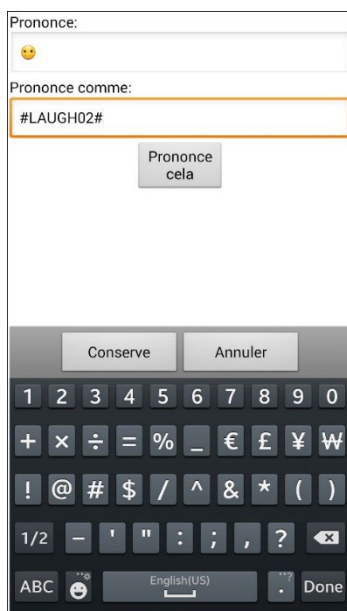 Prononce:
😶
Prononce comme:
#LAUGH02#
Prononce
cela
Conserve Annuler
1 2 3 4 5 6 7 8 9 0
+ × ÷ = % _ € £ ¥ ₩
! @ # $ / ^ & * ( )
1/2 - ' " : ; , ?
ABC English(US) . Done